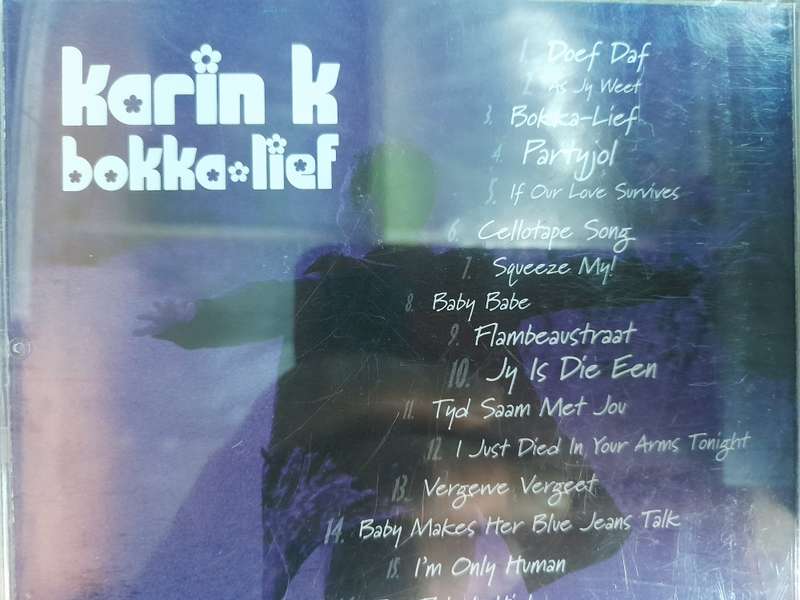 karin k
bokka lief
1. Doef Daf
2. As Jy Weet
3. Bokka-Lief
4. Partyjol
5. If Our Love Survives
6. Cellotape Song
7. Squeeze My!
8. Baby Babe
9. Flambeaustraat
10. Jy Is Die Een
11. Tyd Saam Met Jou
12. I Just Died In Your Arms Tonight
13. Vergewe Vergeet
14. Baby Makes Her Blue Jeans Talk
15. I'm Only Human